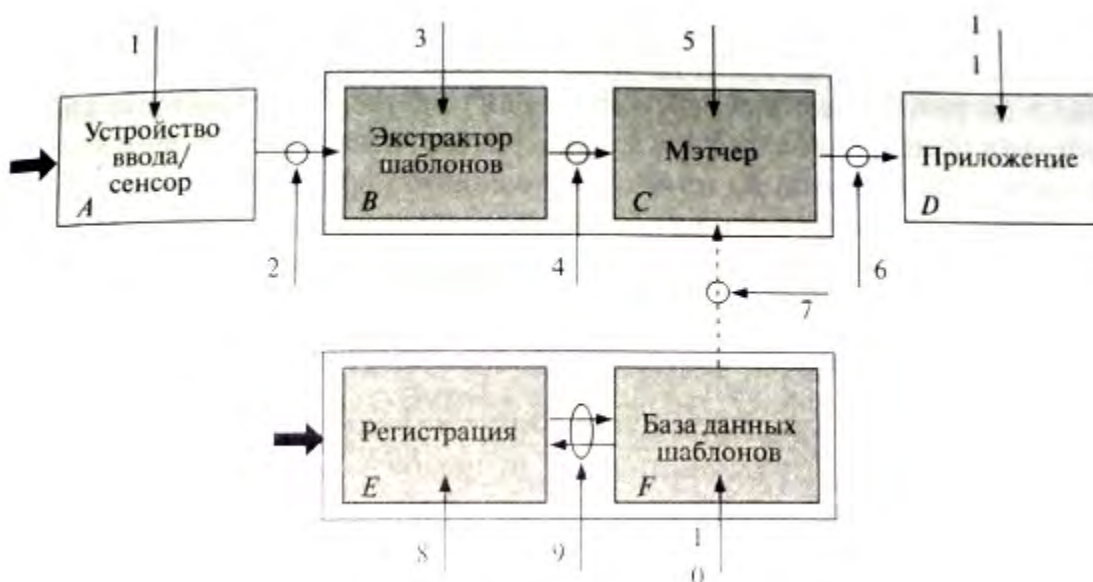 1
3
5
1
1
Устройство
ввода/
сенсор
A
Экстрактор
шаблонов
B
Мэтчер
C
Приложение
D
2
4
6
7
Регистрация
E
База данных
шаблонов
F
8
9
1
0